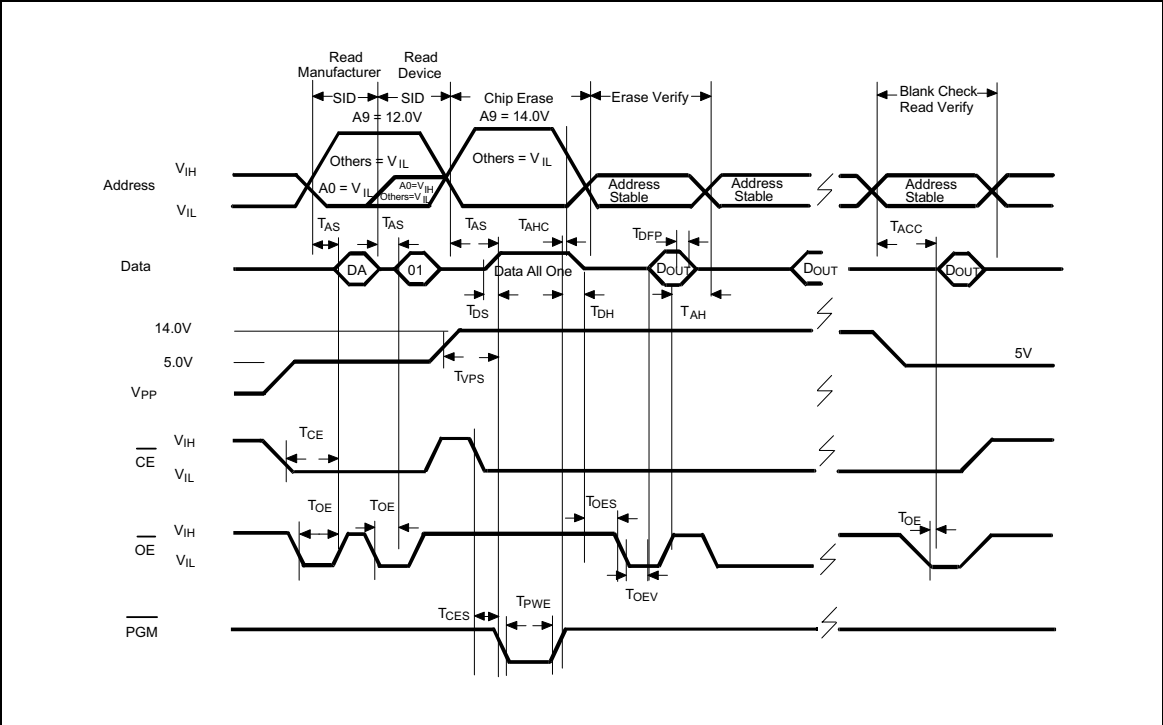 Read Manufacturer SID
Read Device SID
Chip Erase
Erase Verify
Blank Check Read Verify
A9 = 12.0V
A9 = 14.0V
Others = VIL
Others = VIL
Address
VIH
VIL
A0 = VIL
A0=VIH
Others=VIL
Address Stable
Address Stable
Address Stable
TAS
TAS
TAS
TAHC
TDFP
TACC
Data
DA
01
Data All One
DOUT
DOUT
DOUT
TDS
TDH
TAH
14.0V
5.0V
VPP
TVPS
5V
CE
VIH
VIL
TCE
OE
VIH
VIL
TOE
TOE
TOES
TOE
TOEV
PGM
TCES
TPWE